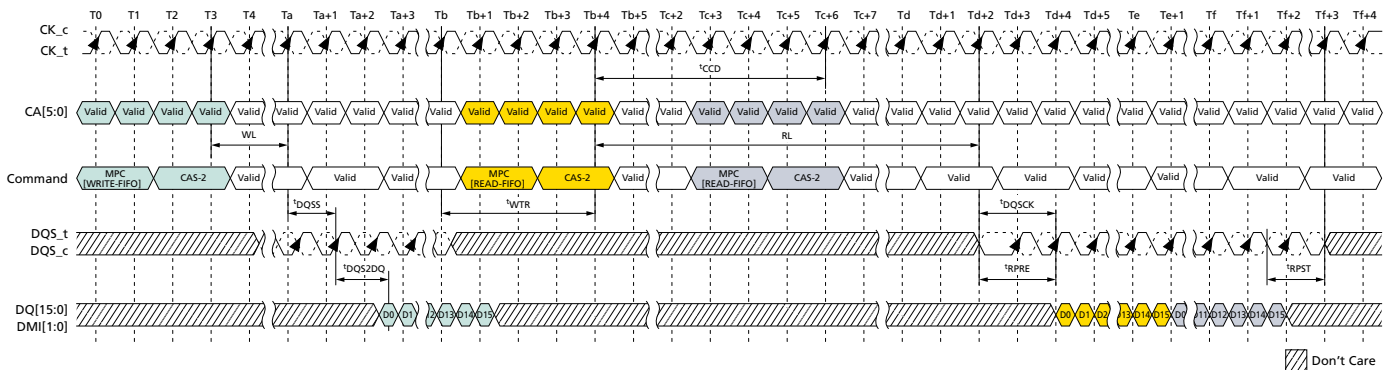 T0 T1 T2 T3 T4 Ta Ta+1 Ta+2 Ta+3 Tb Tb+1 Tb+2 Tb+3 Tb+4 Tb+5 Tc+2 Tc+3 Tc+4 Tc+5 Tc+6 Tc+7 Td Td+1 Td+2 Td+3 Td+4 Td+5 Te Te+1 Tf Tf+1 Tf+2 Tf+3 Tf+4
CK_c
CK_t
tCCD
CA[5:0] Valid Valid Valid Valid Valid Valid Valid Valid Valid Valid Valid Valid Valid Valid Valid Valid Valid Valid Valid Valid Valid Valid Valid Valid Valid Valid Valid Valid Valid Valid Valid Valid Valid Valid
WL RL
Command MPC [WRITE-FIFO] CAS-2 Valid Valid Valid MPC [READ-FIFO] CAS-2 Valid MPC [READ-FIFO] CAS-2 Valid Valid Valid Valid Valid Valid
tDQSS tWTR tDQSCK
DQS_t
DQS_c
tDQS2DQ tRPRE tRPST
DQ[15:0] D0 D1 D13 D14 D15 D0 D1 D2 D13 D14 D15 D0 D11 D12 D13 D14 D15
DMI[1:0]
Don't Care